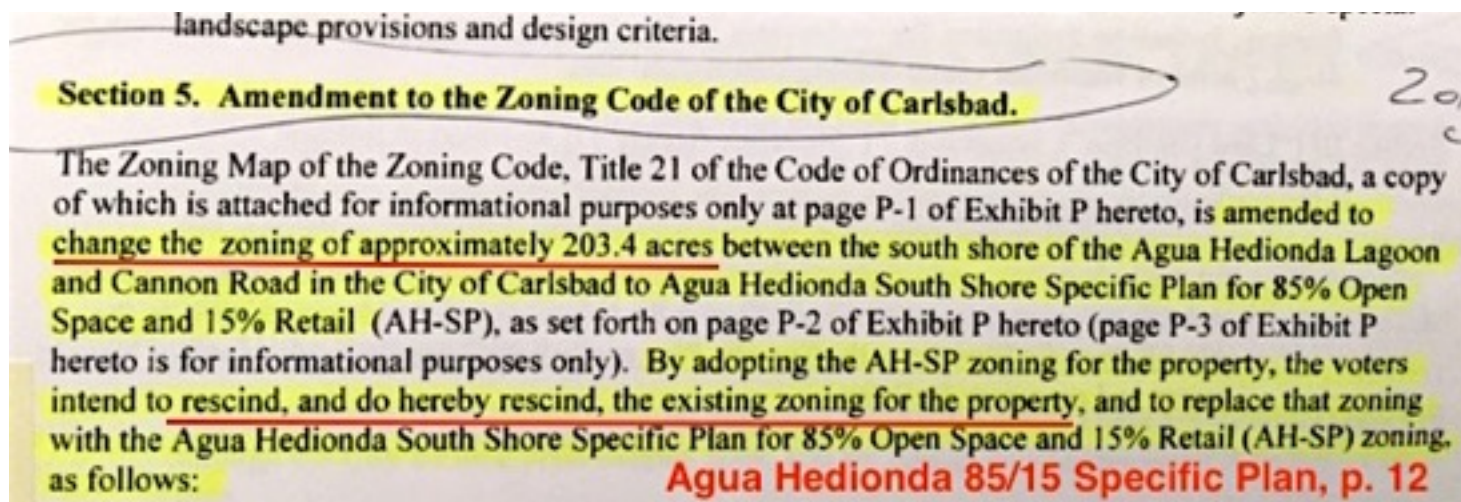 landscape provisions and design criteria.
Section 5. Amendment to the Zoning Code of the City of Carlsbad.
The Zoning Map of the Zoning Code, Title 21 of the Code of Ordinances of the City of Carlsbad, a copy
of which is attached for informational purposes only at page P-1 of Exhibit P hereto, is amended to
change the zoning of approximately 203.4 acres between the south shore of the Agua Hedionda Lagoon
and Cannon Road in the City of Carlsbad to Agua Hedionda South Shore Specific Plan for 85% Open
Space and 15% Retail (AH-SP), as set forth on page P-2 of Exhibit P hereto (page P-3 of Exhibit P
hereto is for informational purposes only). By adopting the AH-SP zoning for the property, the voters
intend to rescind, and do hereby rescind, the existing zoning for the property, and to replace that zoning
with the Agua Hedionda South Shore Specific Plan for 85% Open Space and 15% Retail (AH-SP) zoning,
as follows:
Agua Hedionda 85/15 Specific Plan, p. 12